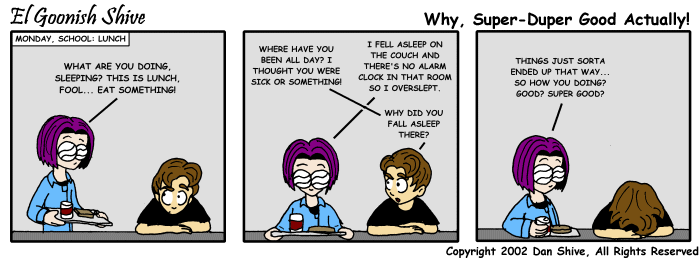 El Goonish Shive
Why, Super-Duper Good Actually!
MONDAY, SCHOOL: LUNCH
WHAT ARE YOU DOING,
SLEEPING? THIS IS LUNCH,
FOOL... EAT SOMETHING!
WHERE HAVE YOU
BEEN ALL DAY? I
THOUGHT YOU WERE
SICK OR SOMETHING!
I FELL ASLEEP ON
THE COUCH AND
THERE'S NO ALARM
CLOCK IN THAT ROOM
SO I OVERSLEPT.
WHY DID YOU
FALL ASLEEP
THERE?
THINGS JUST SORTA
ENDED UP THAT WAY...
SO HOW YOU DOING?
GOOD? SUPER GOOD?
Copyright 2002 Dan Shive, All Rights Reserved